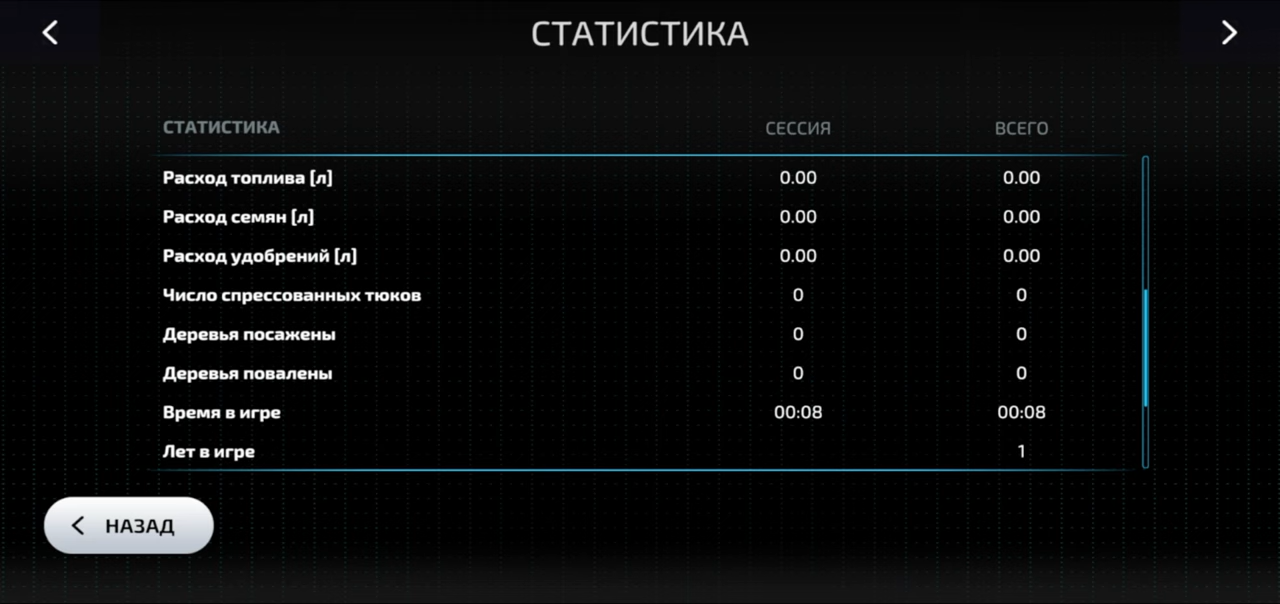 СТАТИСТИКА
СТАТИСТИКА СЕССИЯ ВСЕГО
Расход топлива [л] 0.00 0.00
Расход семян [л] 0.00 0.00
Расход удобрений [л] 0.00 0.00
Число спрессованных тюков 0 0
Деревья посажены 0 0
Деревья повалены 0 0
Время в игре 00:08 00:08
Лет в игре 1
НАЗАД